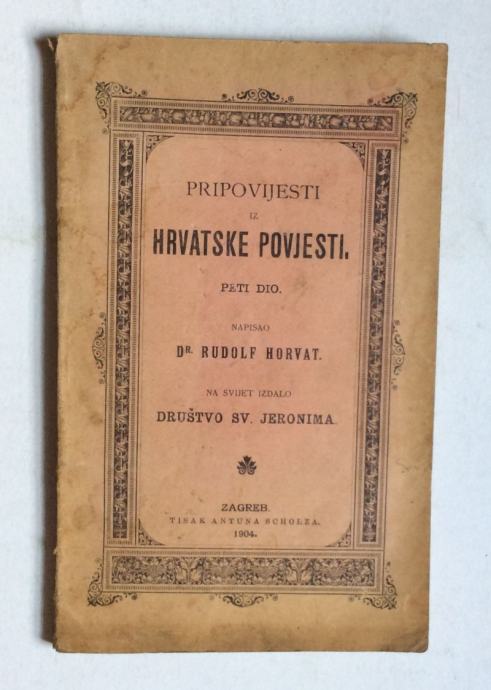 PRIPOVIJESTI
IZ
HRVATSKE POVJESTI.
PETI DIO.
NAPISAO
DR. RUDOLF HORVAT.
NA SVIJET IZDALO
DRUŠTVO SV. JERONIMA.
ZAGREB.
TISAK ANTUNA SCHOLZA.
1904.